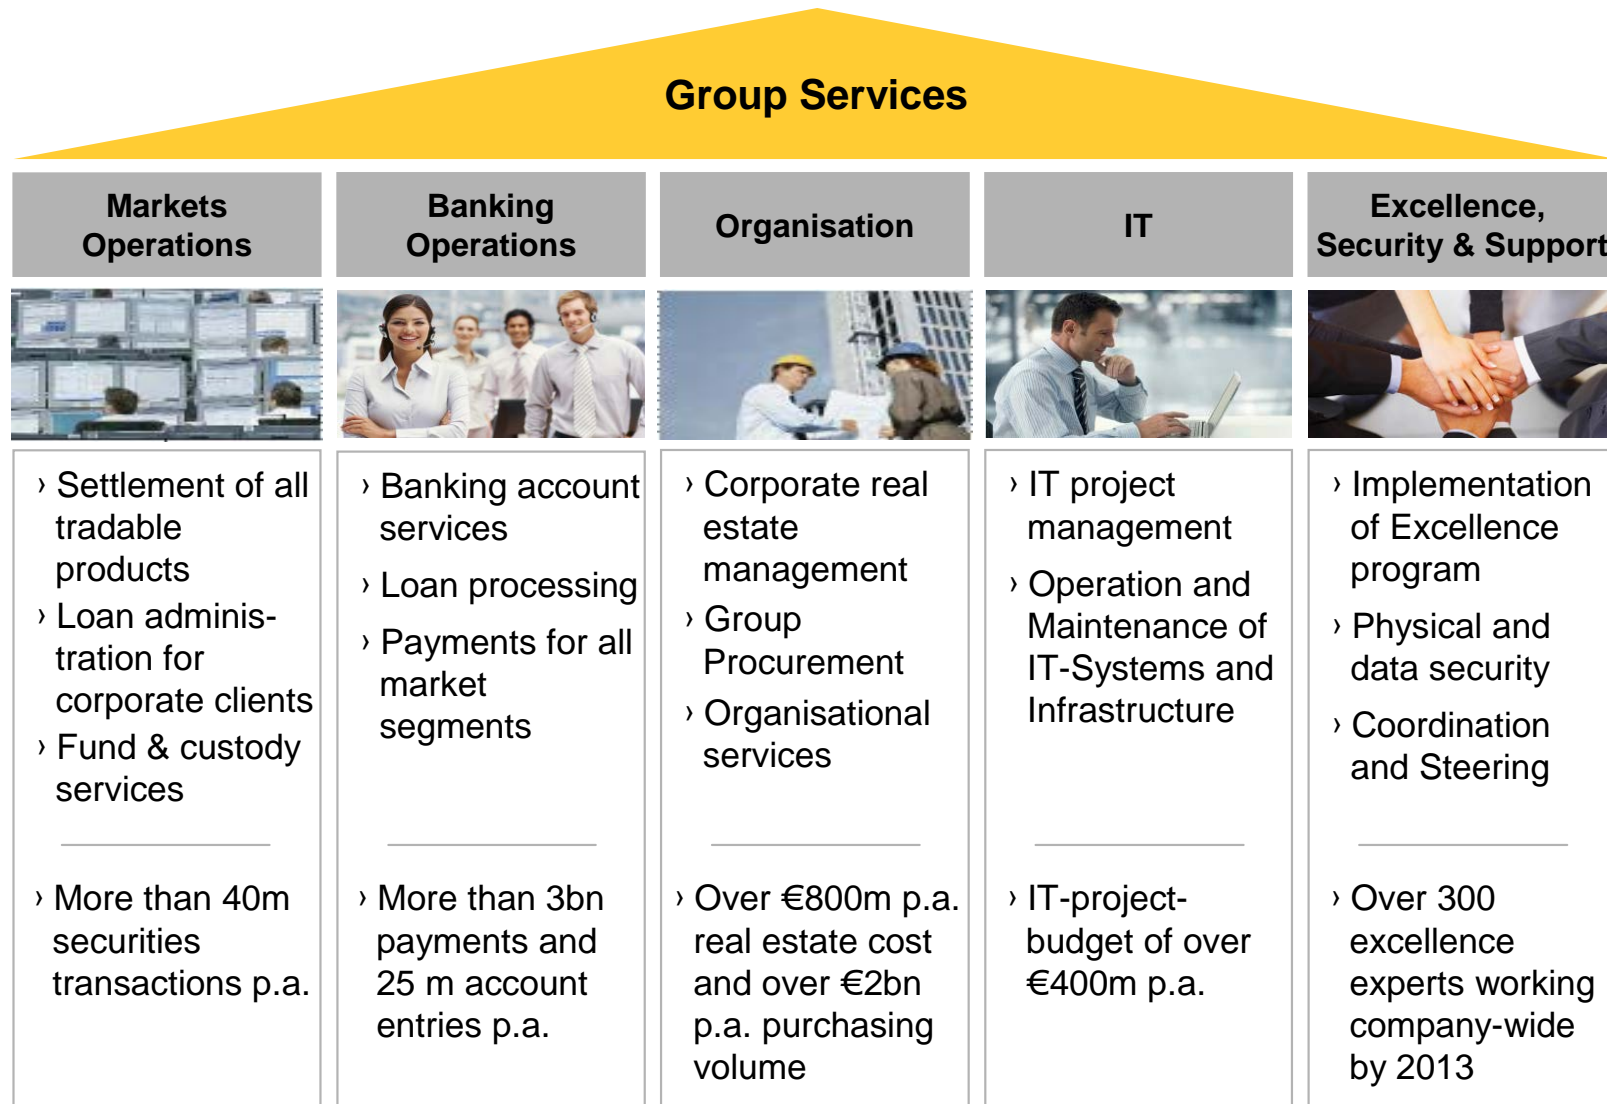 Group Services
Markets
Operations
Banking
Operations
Organisation
IT
Excellence,
Security & Support
› Settlement of all
tradable
products
› Loan adminis-
tration for
corporate clients
› Fund & custody
services
› More than 40m
securities
transactions p.a.
› Banking account
services
› Loan processing
› Payments for all
market
segments
› More than 3bn
payments and
25 m account
entries p.a.
› Corporate real
estate
management
› Group
Procurement
› Organisational
services
› Over €800m p.a.
real estate cost
and over €2bn
p.a. purchasing
volume
› IT project
management
› Operation and
Maintenance of
IT-Systems and
Infrastructure
› IT-project-
budget of over
€400m p.a.
› Implementation
of Excellence
program
› Physical and
data security
› Coordination
and Steering
› Over 300
excellence
experts working
company-wide
by 2013